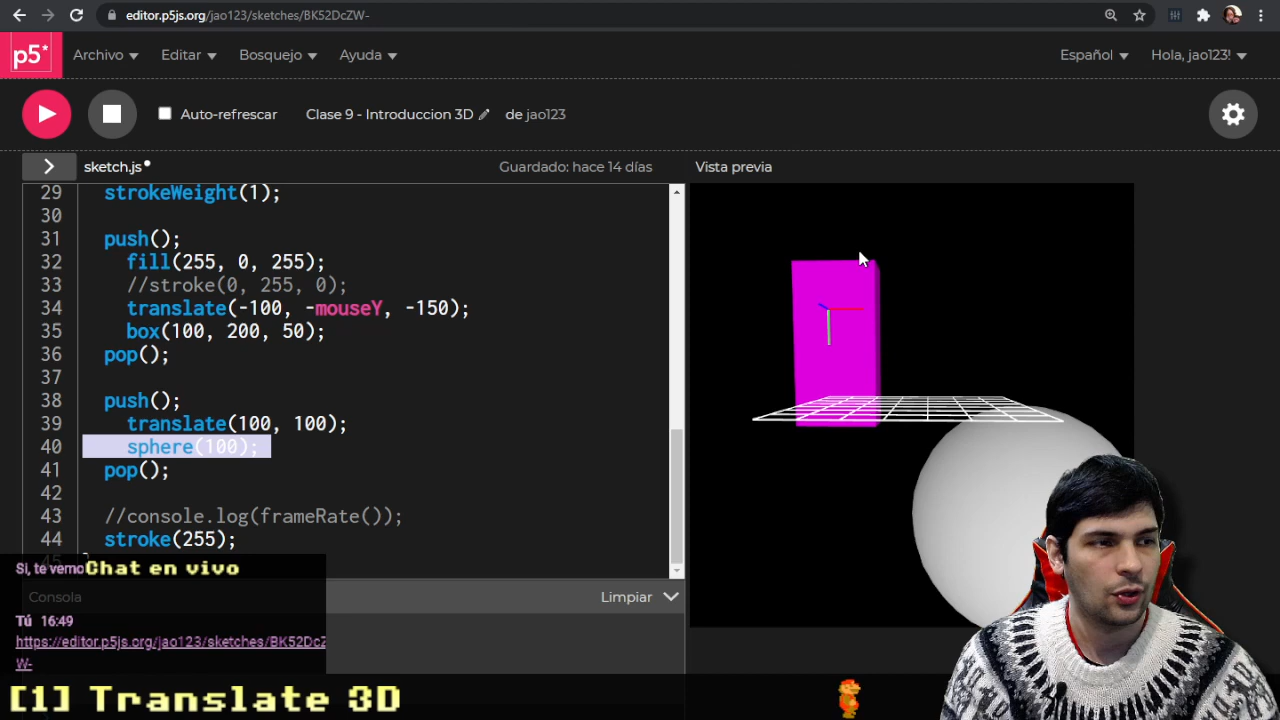 editor.p5js.org/jao123/sketches/BK52DcZW-
p5* Archivo Editar Bosquejo Ayuda Español Hola, jao123!
Auto-refrescar Clase 9 - Introduccion 3D de jao123
sketch.js Guardado: hace 14 días Vista previa
29 strokeWeight(1);
30
31 push();
32 fill(255, 0, 255);
33 //stroke(0, 255, 0);
34 translate(-100, -mouseY, -150);
35 box(100, 200, 50);
36 pop();
37
38 push();
39 translate(100, 100);
40 sphere(100);
41 pop();
42
43 //console.log(frameRate());
44 stroke(255);
Si, te vemo Chat en vivo
Consola Limpiar
Tú 16:49
https://editor.p5js.org/jao123/sketches/BK52DcZ
W-
[1] Translate 3D